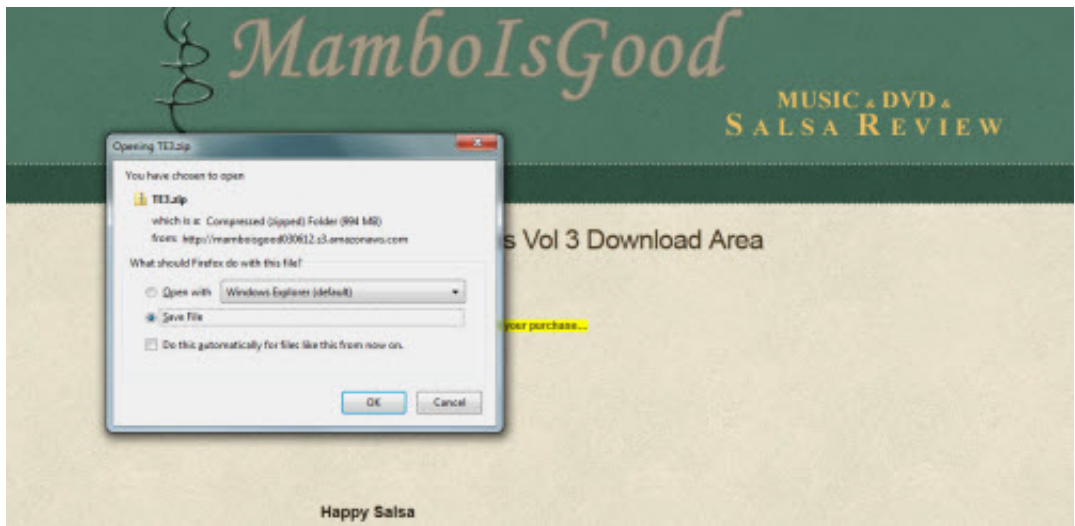 MamboIsGood
MUSIC & DVD &
SALSA REVIEW
Opening TE3.zip
You have chosen to open
TE3.zip
which is a: Compressed (zipped) Folder (994 MB)
from: http://mamboisgood030612.s3.amazonaws.com
What should Firefox do with this file?
Open with Windows Explorer (default)
Save File
Do this automatically for files like this from now on.
OK Cancel
s Vol 3 Download Area
your purchase...
Happy Salsa